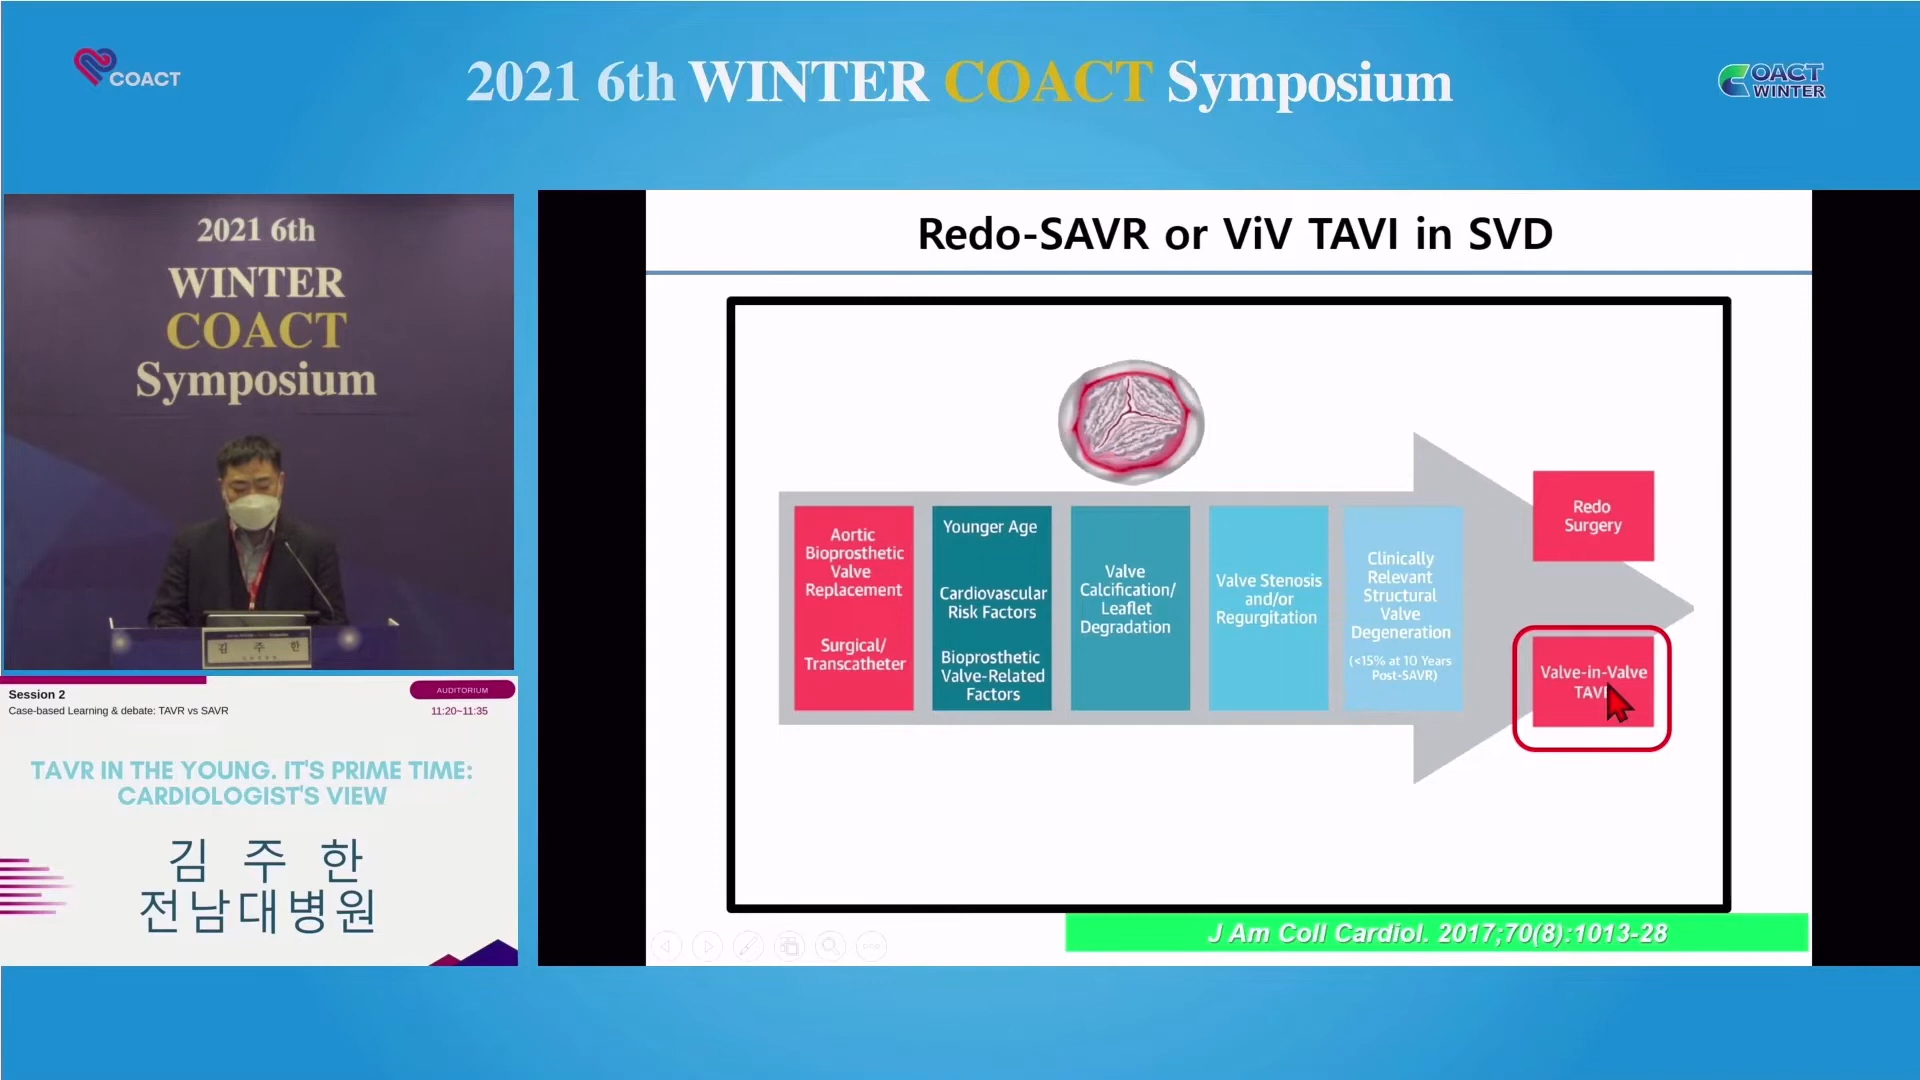 COACT
2021 6th WINTER COACT Symposium
COACT
WINTER
2021 6th
WINTER
COACT
Symposium
김 주 한
Session 2
AUDITORIUM
Case-based Learning & debate: TAVR vs SAVR
11:20~11:35
TAVR IN THE YOUNG. IT'S PRIME TIME:
CARDIOLOGIST'S VIEW
김 주 한
전남대병원
Redo-SAVR or ViV TAVI in SVD
Aortic
Bioprosthetic
Valve
Replacement
Surgical/
Transcatheter
Younger Age
Cardiovascular
Risk Factors
Bioprosthetic
Valve-Related
Factors
Valve
Calcification/
Leaflet
Degradation
Valve Stenosis
and/or
Regurgitation
Clinically
Relevant
Structural
Valve
Degeneration
(<15% at 10 Years
Post-SAVR)
Redo
Surgery
Valve-in-Valve
J Am Coll Cardiol. 2017;70(8):1013-28